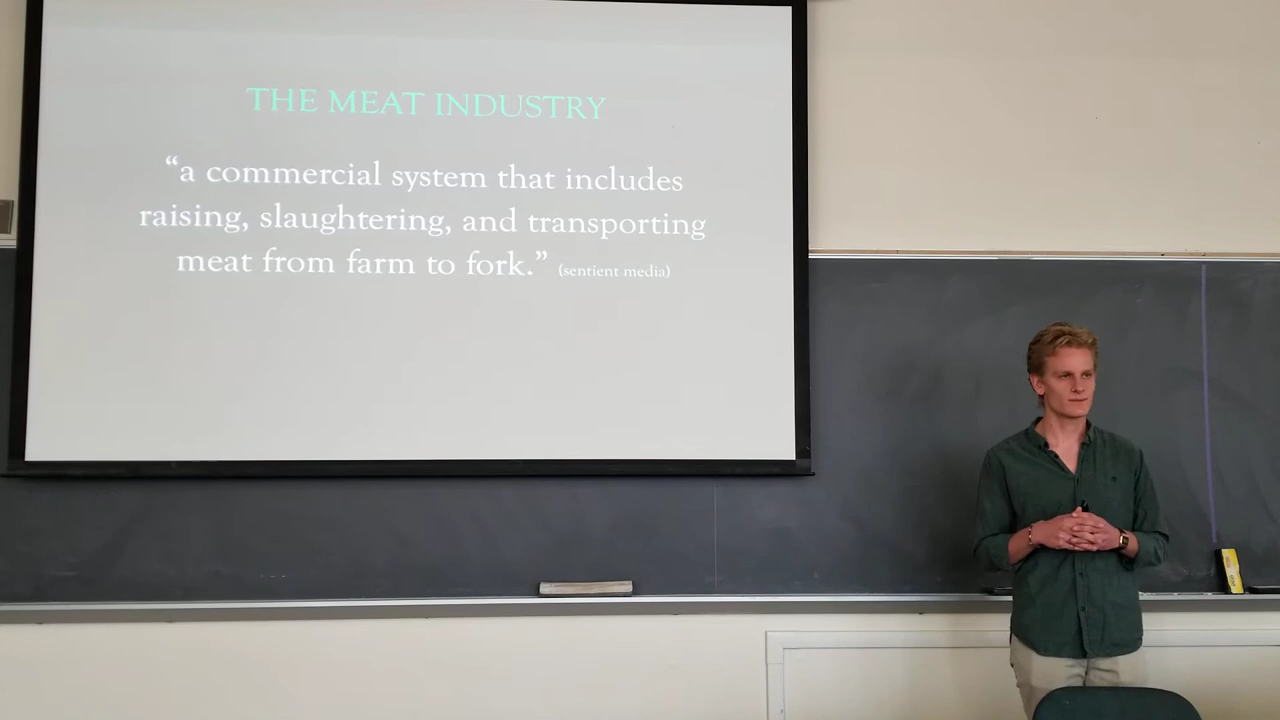 THE MEAT INDUSTRY
“a commercial system that includes
raising, slaughtering, and transporting
meat from farm to fork.” (sentient media)